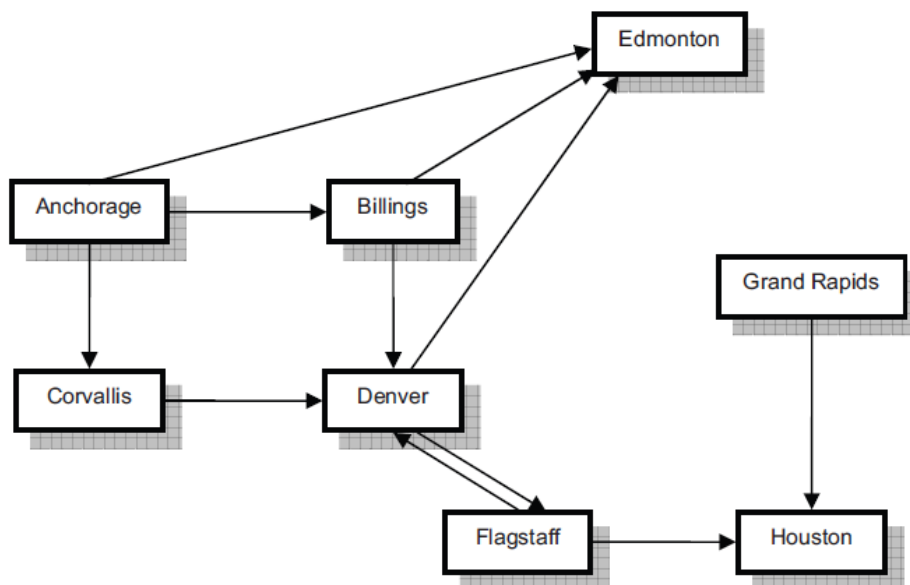 Edmonton
Anchorage
Billings
Grand Rapids
Corvallis
Denver
Flagstaff
Houston